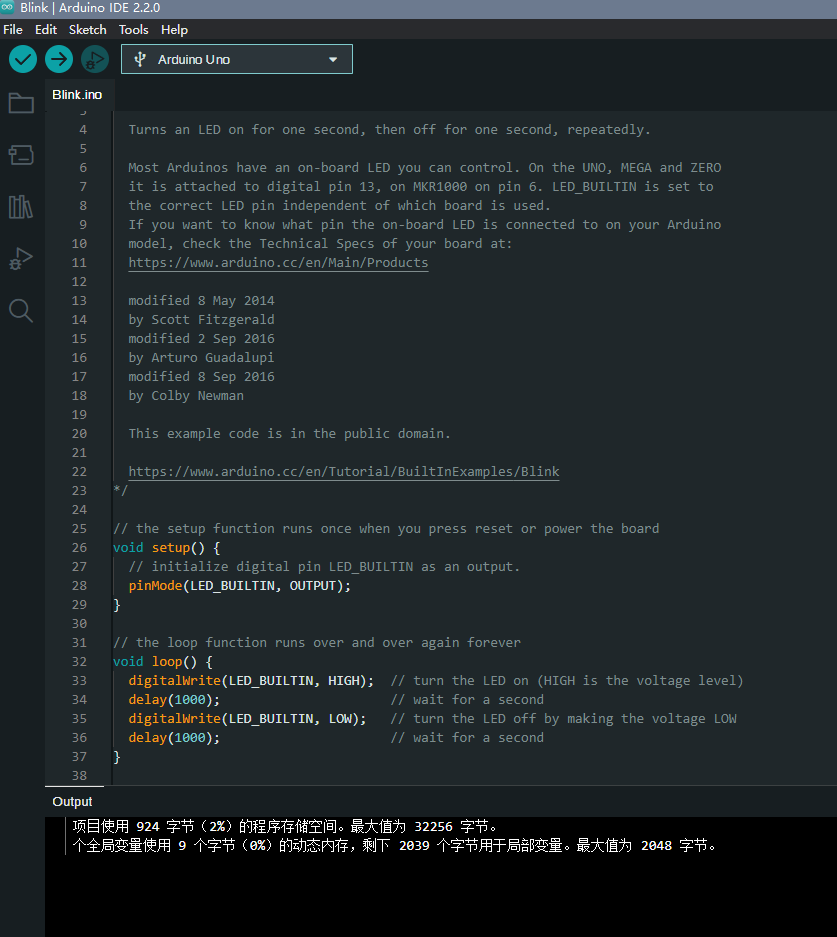 Blink | Arduino IDE 2.2.0
File Edit Sketch Tools Help
Arduino Uno
Blink.ino
3
4 Turns an LED on for one second, then off for one second, repeatedly.
5
6 Most Arduinos have an on-board LED you can control. On the UNO, MEGA and ZERO
7 it is attached to digital pin 13, on MKR1000 on pin 6. LED_BUILTIN is set to
8 the correct LED pin independent of which board is used.
9 If you want to know what pin the on-board LED is connected to on your Arduino
10 model, check the Technical Specs of your board at:
11 https://www.arduino.cc/en/Main/Products
12
13 modified 8 May 2014
14 by Scott Fitzgerald
15 modified 2 Sep 2016
16 by Arturo Guadalupi
17 modified 8 Sep 2016
18 by Colby Newman
19
20 This example code is in the public domain.
21
22 https://www.arduino.cc/en/Tutorial/BuiltInExamples/Blink
23 */
24
25 // the setup function runs once when you press reset or power the board
26 void setup() {
27 // initialize digital pin LED_BUILTIN as an output.
28 pinMode(LED_BUILTIN, OUTPUT);
29 }
30
31 // the loop function runs over and over again forever
32 void loop() {
33 digitalWrite(LED_BUILTIN, HIGH); // turn the LED on (HIGH is the voltage level)
34 delay(1000); // wait for a second
35 digitalWrite(LED_BUILTIN, LOW); // turn the LED off by making the voltage LOW
36 delay(1000); // wait for a second
37 }
38
Output
项目使用 924 字节（2%）的程序存储空间。最大值为 32256 字节。
个全局变量使用 9 个字节（0%）的动态内存，剩下 2039 个字节用于局部变量。最大值为 2048 字节。